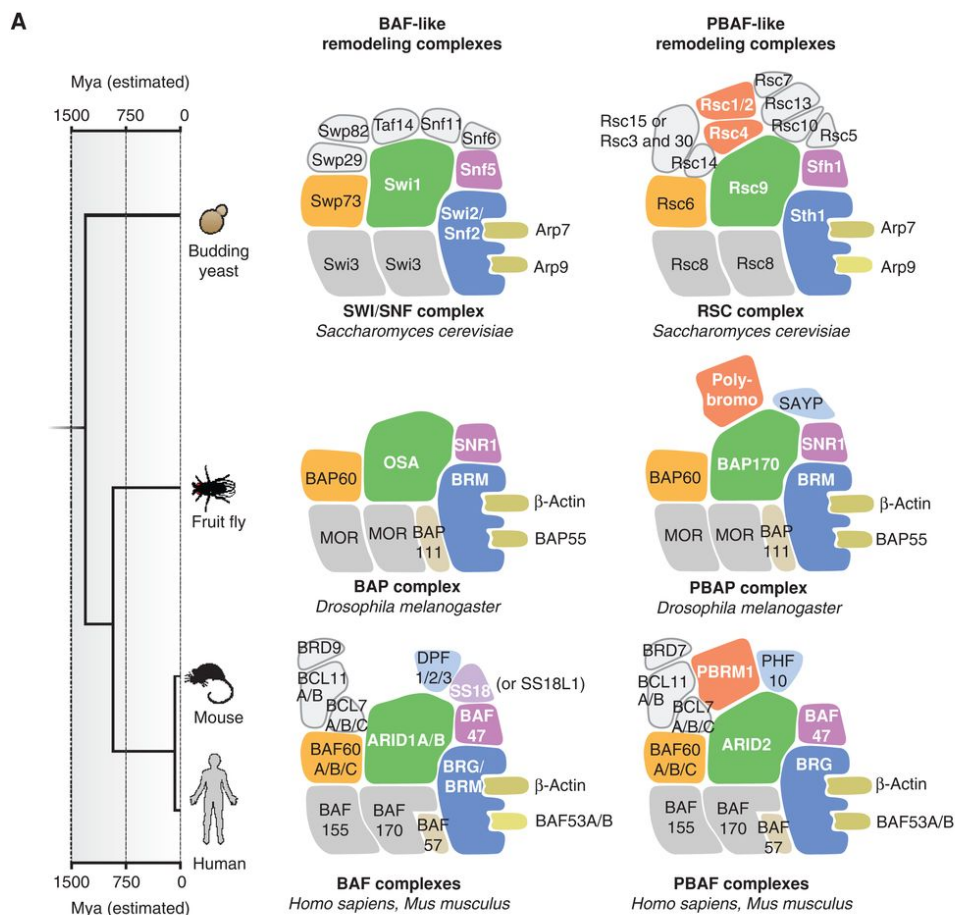 A
BAF-like
remodeling complexes
PBAF-like
remodeling complexes
Mya (estimated)
1500 750 0
Budding
yeast
Fruit fly
Mouse
Human
1500 750 0
Mya (estimated)
Swp82
Taf14
Snf11
Snf6
Swp29
Swi1
Snf5
Swp73
Swi2/
Snf2
Arp7
Swi3
Swi3
Arp9
SWI/SNF complex
Saccharomyces cerevisiae
Rsc7
Rsc1/2
Rsc13
Rsc15 or
Rsc3 and 30
Rsc4
Rsc10
Rsc5
Rsc14
Rsc9
Sfh1
Rsc6
Sth1
Arp7
Rsc8
Rsc8
Arp9
RSC complex
Saccharomyces cerevisiae
OSA
SNR1
BAP60
BRM
β-Actin
MOR
MOR
BAP
111
BAP55
BAP complex
Drosophila melanogaster
Poly-
bromo
SAYP
SNR1
BAP60
BAP170
BRM
β-Actin
MOR
MOR
BAP
111
BAP55
PBAP complex
Drosophila melanogaster
BRD9
BCL11
A/B
DPF
1/2/3
SS18
(or SS18L1)
BCL7
A/B/C
ARID1A/B
BAF
47
BAF60
A/B/C
BRG/
BRM
β-Actin
BAF
155
BAF
170
BAF
57
BAF53A/B
BAF complexes
Homo sapiens, Mus musculus
BRD7
BCL11
A/B
PBRM1
PHF
10
BCL7
A/B/C
ARID2
BAF
47
BAF60
A/B/C
BRG
β-Actin
BAF
155
BAF
170
BAF
57
BAF53A/B
PBAF complexes
Homo sapiens, Mus musculus